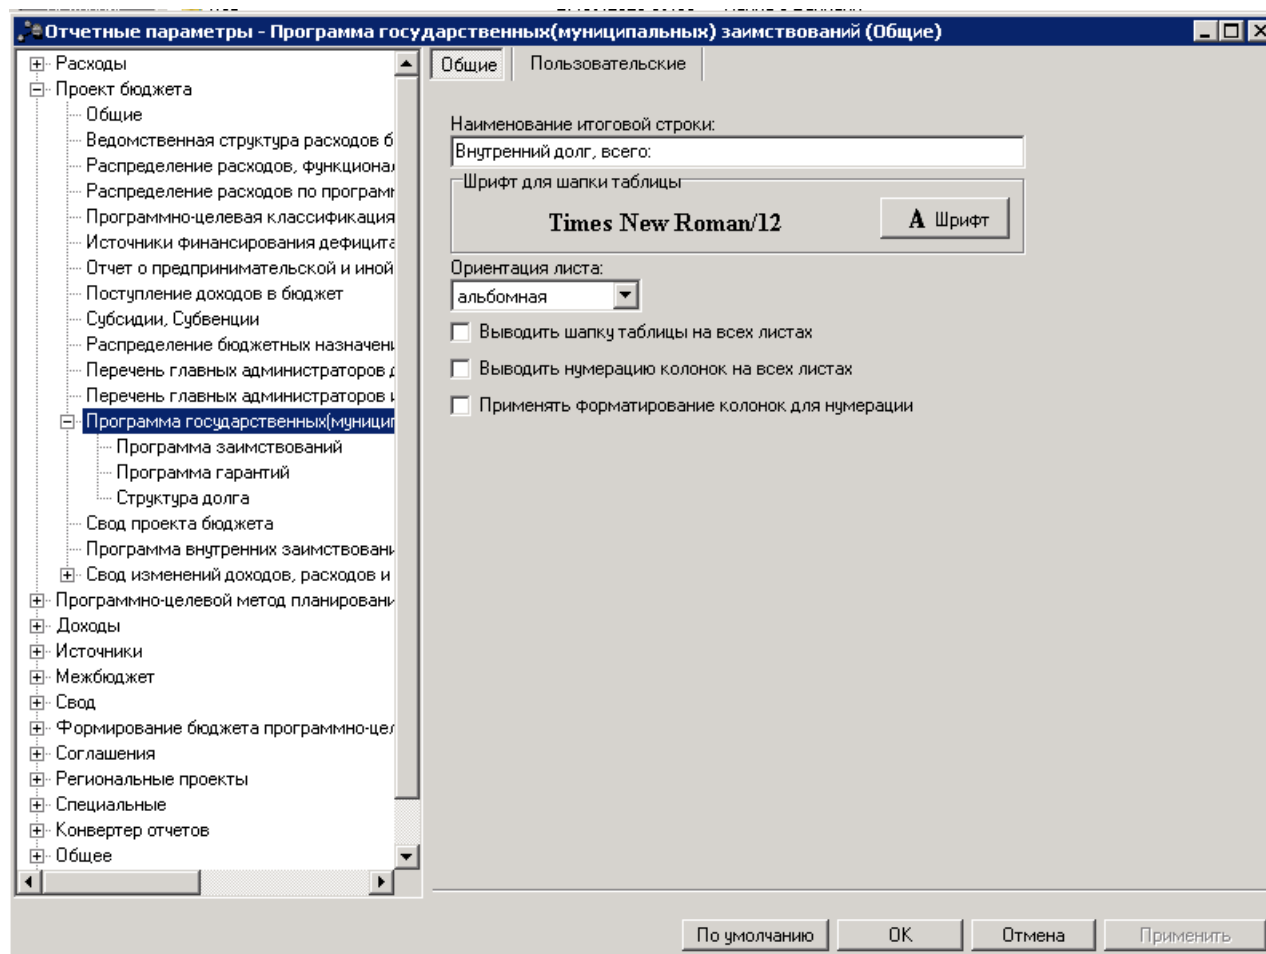 Отчетные параметры - Программа государственных(муниципальных) заимствований (Общие)
Расходы
Проект бюджета
Общие
Ведомственная структура расходов б
Распределение расходов, функционал
Распределение расходов по програм
Программно-целевая классификация
Источники финансирования дефицита
Отчет о предпринимательской и иной
Поступление доходов в бюджет
Субсидии, Субвенции
Распределение бюджетных назначени
Перечень главных администраторов д
Перечень главных администраторов и
Программа государственных(муницип
Программа заимствований
Программа гарантий
Структура долга
Свод проекта бюджета
Программа внутренних заимствовани
Свод изменений доходов, расходов и
Программно-целевой метод планировани
Доходы
Источники
Межбюджет
Свод
Формирование бюджета программно-цел
Соглашения
Региональные проекты
Специальные
Конвертер отчетов
Общее
Общие Пользовательские
Наименование итоговой строки:
Внутренний долг, всего:
Шрифт для шапки таблицы
Times New Roman/12
A Шрифт
Ориентация листа:
альбомная
Выводить шапку таблицы на всех листах
Выводить нумерацию колонок на всех листах
Применять форматирование колонок для нумерации
По умолчанию OK Отмена Применить